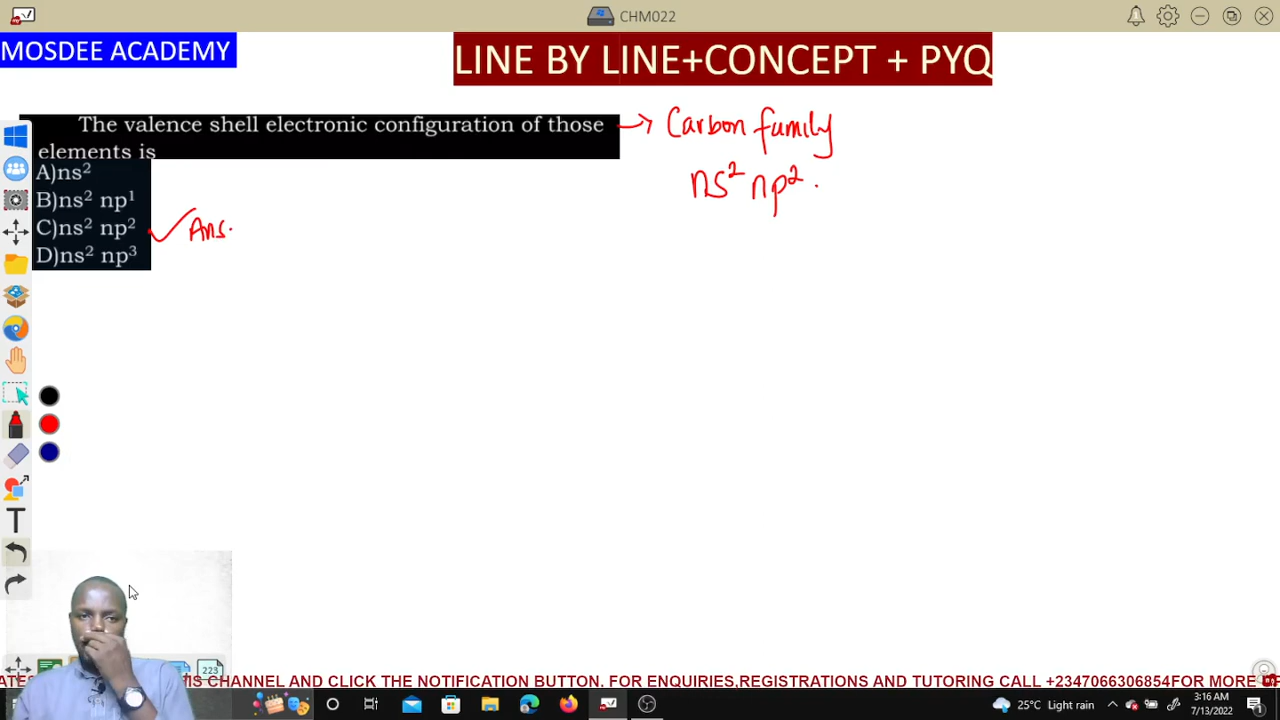 CHM022
MOSDEE ACADEMY
LINE BY LINE+CONCEPT + PYQ
The valence shell electronic configuration of those
elements is
A)ns²
B)ns² np¹
C)ns² np²
D)ns² np³
Carbon family
ns² np².
Ans.
T
223
IS CHANNEL AND CLICK THE NOTIFICATION BUTTON. FOR ENQUIRIES,REGISTRATIONS AND TUTORING CALL +2347066306854FOR MORE
25°C Light rain
3:16 AM
7/13/2022